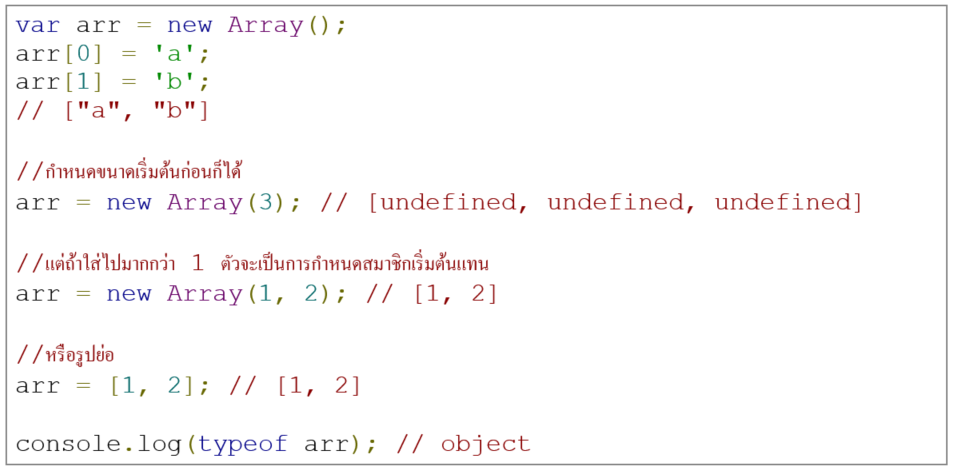 var arr = new Array();
arr[0] = 'a';
arr[1] = 'b';
// ["a", "b"]
//กำหนดขนาดเริ่มต้นก่อนก็ได้
arr = new Array(3); // [undefined, undefined, undefined]
//แต่ถ้าใส่ไปมากกว่า 1 ตัวจะเป็นการกำหนดสมาชิกเริ่มต้นแทน
arr = new Array(1, 2); // [1, 2]
//หรือรูปย่อ
arr = [1, 2]; // [1, 2]
console.log(typeof arr); // object